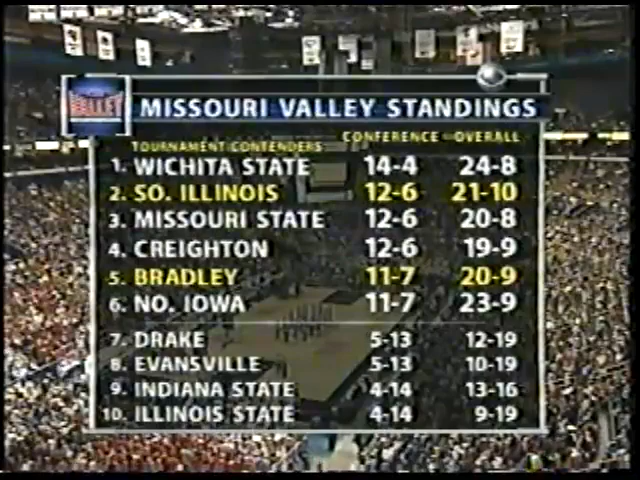 VALLEY
MISSOURI VALLEY STANDINGS
TOURNAMENT CONTENDERS CONFERENCE OVERALL
1. WICHITA STATE 14-4 24-8
2. SO. ILLINOIS 12-6 21-10
3. MISSOURI STATE 12-6 20-8
4. CREIGHTON 12-6 19-9
5. BRADLEY 11-7 20-9
6. NO. IOWA 11-7 23-9
7. DRAKE 5-13 12-19
8. EVANSVILLE 5-13 10-19
9. INDIANA STATE 4-14 13-16
10. ILLINOIS STATE 4-14 9-19